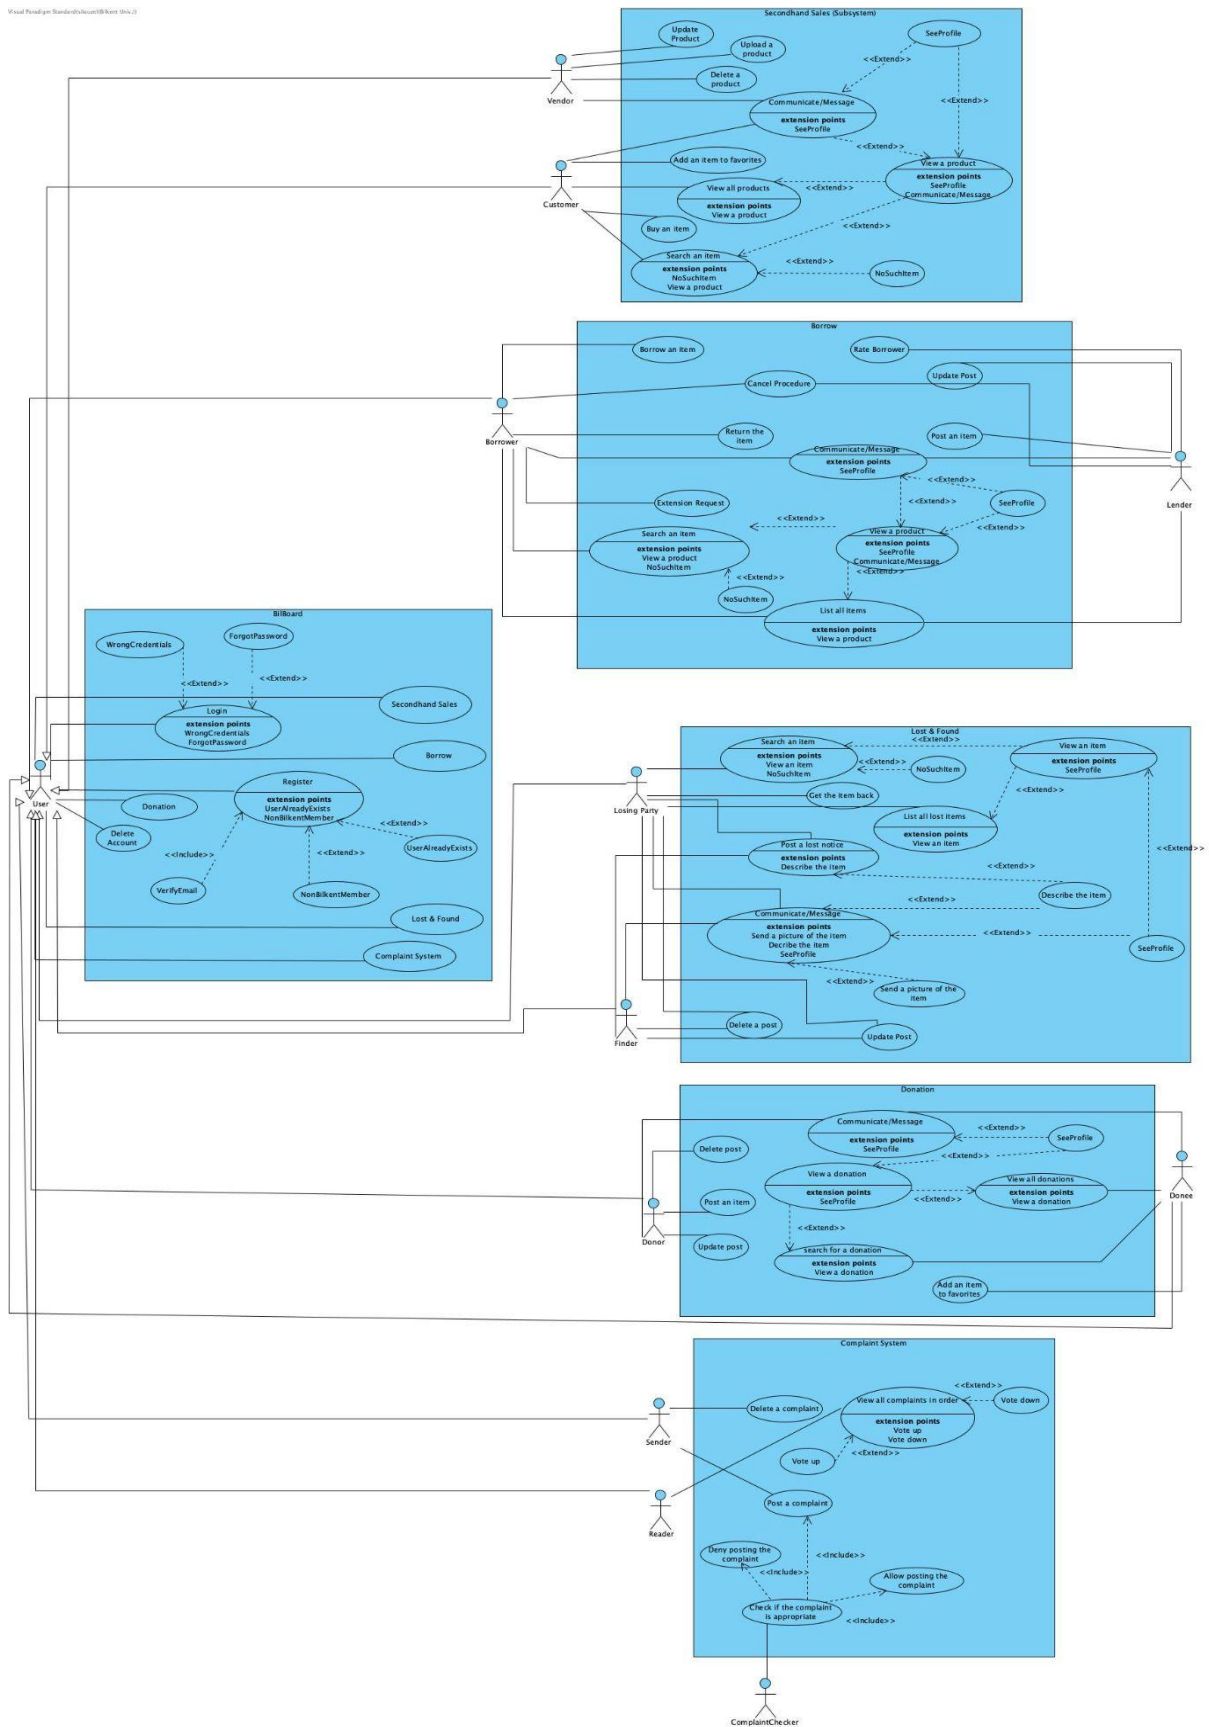 Secondhand Sales (Subsystem)
Update
Product
Upload a
product
SeeProfile
<<Extend>>
Delete a
product
Vendor
Communicate/Message
extension points
SeeProfile
<<Extend>>
<<Extend>>
Add an item to favorites
View a product
extension points
SeeProfile
Communicate/Message
Customer
View all products
extension points
View a product
<<Extend>>
Buy an item
<<Extend>>
Search an item
extension points
NoSuchItem
View a product
<<Extend>>
NoSuchItem
Borrow
Borrow an item
Rate Borrower
Cancel Procedure
Update Post
Borrower
Return the
item
Post an item
Communicate/Message
extension points
SeeProfile
<<Extend>>
Lender
Extension Request
<<Extend>>
SeeProfile
<<Extend>>
<<Extend>>
Search an item
extension points
View a product
NoSuchItem
View a product
extension points
SeeProfile
Communicate/Message
<<Extend>>
<<Extend>>
NoSuchItem
List all items
extension points
View a product
BilBoard
WrongCredentials
ForgotPassword
<<Extend>>
<<Extend>>
Login
extension points
WrongCredentials
ForgotPassword
Secondhand Sales
Borrow
User
Register
extension points
UserAlreadyExists
NonBilkentMember
Donation
Delete
Account
<<Extend>>
<<Include>>
<<Extend>>
UserAlreadyExists
VerifyEmail
NonBilkentMember
Lost & Found
Complaint System
Lost & Found
Search an item
extension points
View an item
NoSuchItem
<<Extend>>
View an item
extension points
SeeProfile
<<Extend>>
NoSuchItem
Losing Party
Get the item back
<<Extend>>
List all lost items
extension points
View an item
Post a lost notice
extension points
Describe the item
<<Extend>>
<<Extend>>
Describe the item
<<Extend>>
Communicate/Message
extension points
Send a picture of the item
Decribe the item
SeeProfile
<<Extend>>
SeeProfile
<<Extend>>
Send a picture of the
item
Finder
Delete a post
Update Post
Donation
Communicate/Message
extension points
SeeProfile
<<Extend>>
SeeProfile
Delete post
<<Extend>>
View a donation
extension points
SeeProfile
<<Extend>>
View all donations
extension points
View a donation
Donee
Post an item
Donor
Update post
<<Extend>>
search for a donation
extension points
View a donation
Add an item
to favorites
Complaint System
<<Extend>>
Sender
Delete a complaint
View all complaints in order
extension points
Vote up
Vote down
Vote down
Vote up
<<Extend>>
Reader
Post a complaint
Deny posting the
complaint
<<Include>>
<<Include>>
Allow posting the
complaint
Check if the complaint
is appropriate
<<Include>>
ComplaintChecker